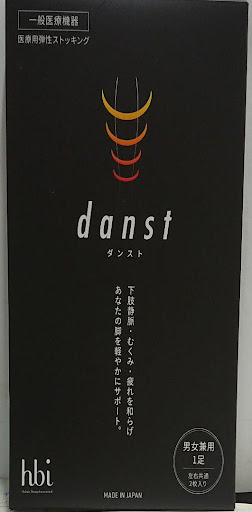 一般医療機器
医療用弾性ストッキング
danst
ダンスト
下肢静脈・むくみ・疲れを和らげ
あなたの脚を軽やかにサポート。
男女兼用
1足
左右共通
2枚入り
hbi
MADE IN JAPAN